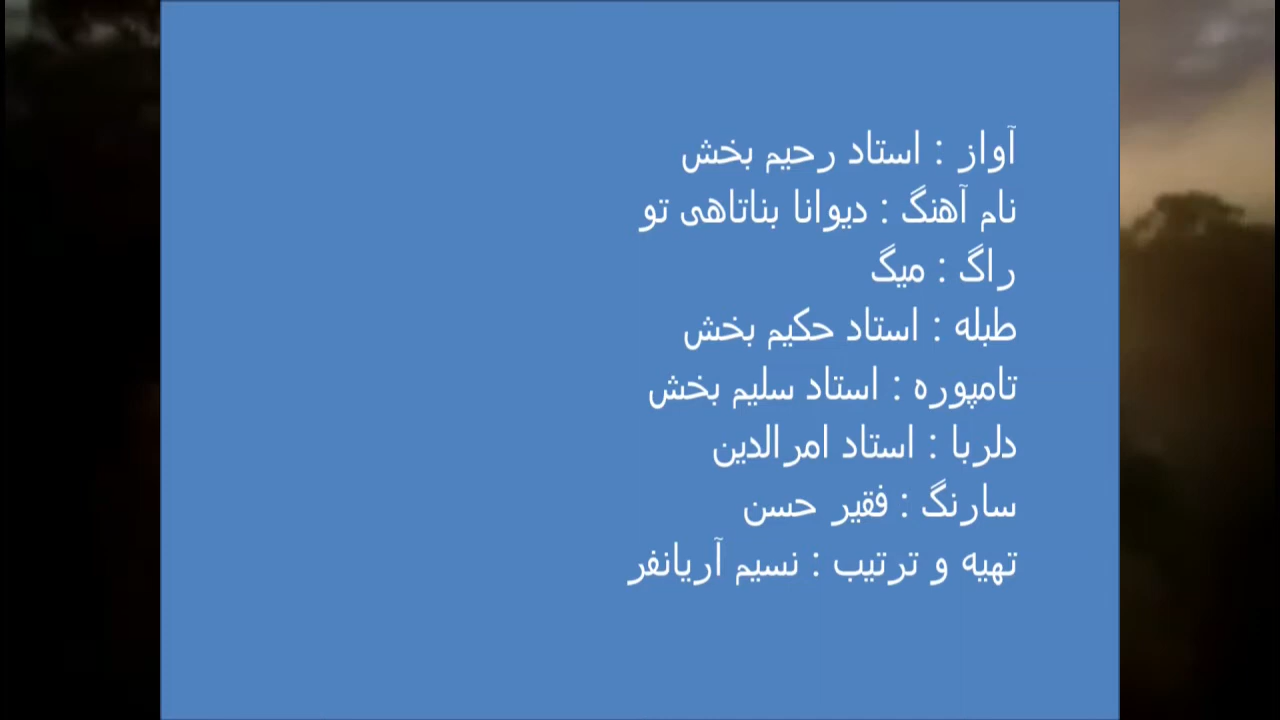 آواز : استاد رحیم بخش
نام آهنگ : دیوانا بناتاهی تو
راگ : میگ
طبله : استاد حکیم بخش
تامپوره : استاد سلیم بخش
دلربا : استاد امرالدین
سارنگ : فقیر حسن
تهیه و ترتیب : نسیم آریانفر